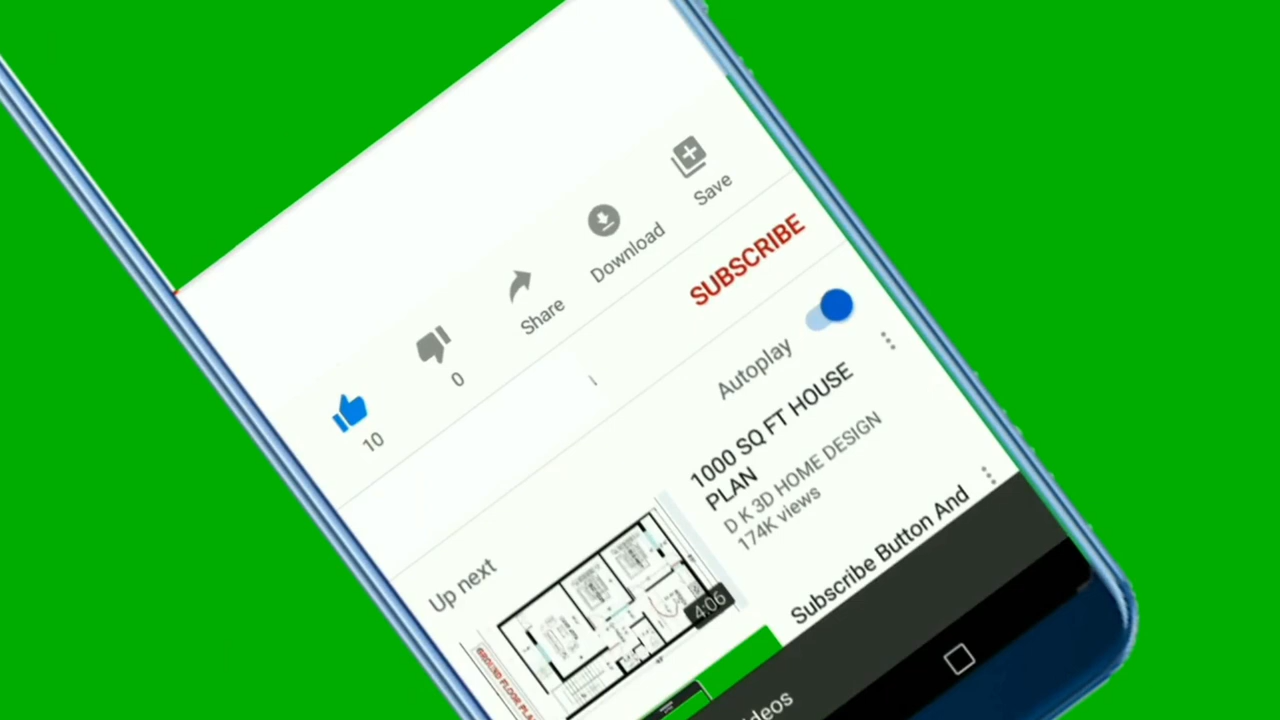 10
0
Share
Download
Save
SUBSCRIBE
Autoplay
Up next
1000 SQ FT HOUSE
PLAN
D K 3D HOME DESIGN
174K views
4:06
Subscribe Button And